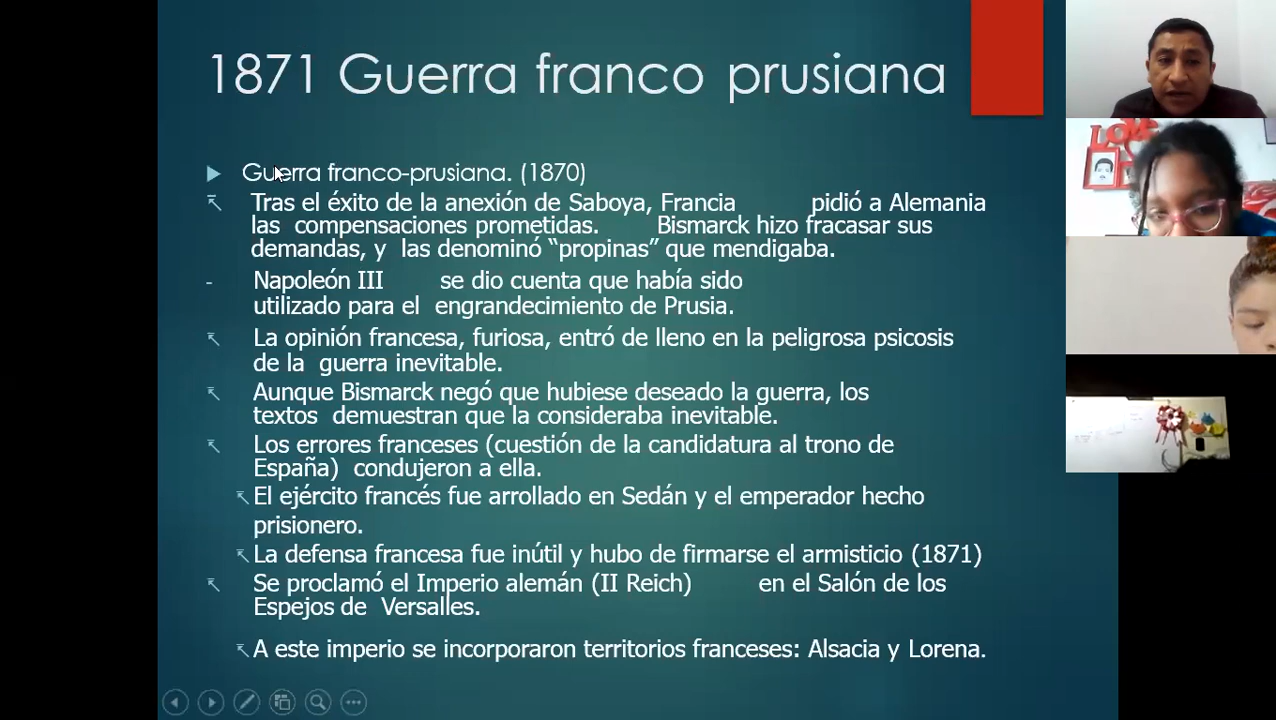 1871 Guerra franco prusiana
Guerra franco-prusiana. (1870)
Tras el éxito de la anexión de Saboya, Francia pidió a Alemania
las compensaciones prometidas. Bismarck hizo fracasar sus
demandas, y las denominó “propinas” que mendigaba.
- Napoleón III se dio cuenta que había sido
utilizado para el engrandecimiento de Prusia.
La opinión francesa, furiosa, entró de lleno en la peligrosa psicosis
de la guerra inevitable.
Aunque Bismarck negó que hubiese deseado la guerra, los
textos demuestran que la consideraba inevitable.
Los errores franceses (cuestión de la candidatura al trono de
España) condujeron a ella.
El ejército francés fue arrollado en Sedán y el emperador hecho
prisionero.
La defensa francesa fue inútil y hubo de firmarse el armisticio (1871)
Se proclamó el Imperio alemán (II Reich) en el Salón de los
Espejos de Versalles.
A este imperio se incorporaron territorios franceses: Alsacia y Lorena.
LOVE